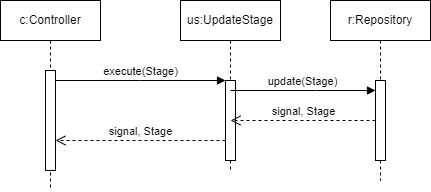 c:Controller
us:UpdateStage
r:Repository
execute(Stage)
update(Stage)
signal, Stage
signal, Stage